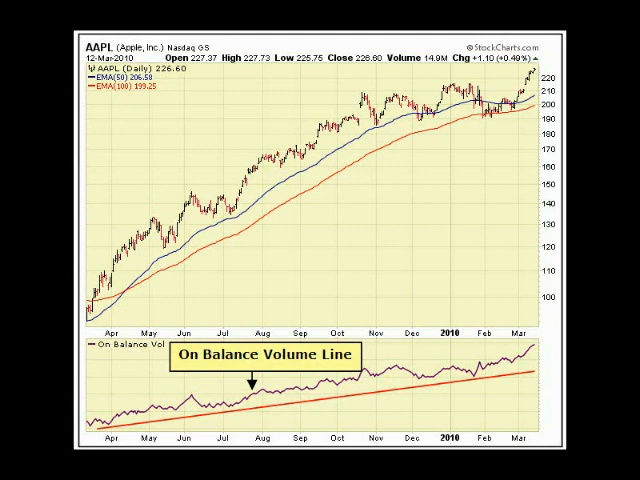 AAPL (Apple, Inc.) Nasdaq GS © StockCharts.com
12-Mar-2010 Open 227.37 High 227.73 Low 225.75 Close 226.60 Volume 14.9M Chg +1.10 (+0.49%)
AAPL (Daily) 226.60
EMA(50) 206.58
EMA(100) 199.25
220
210
200
190
180
170
160
150
140
130
120
110
100
Apr May Jun Jul Aug Sep Oct Nov Dec 2010 Feb Mar
On Balance Vol
On Balance Volume Line
Apr May Jun Jul Aug Sep Oct Nov Dec 2010 Feb Mar